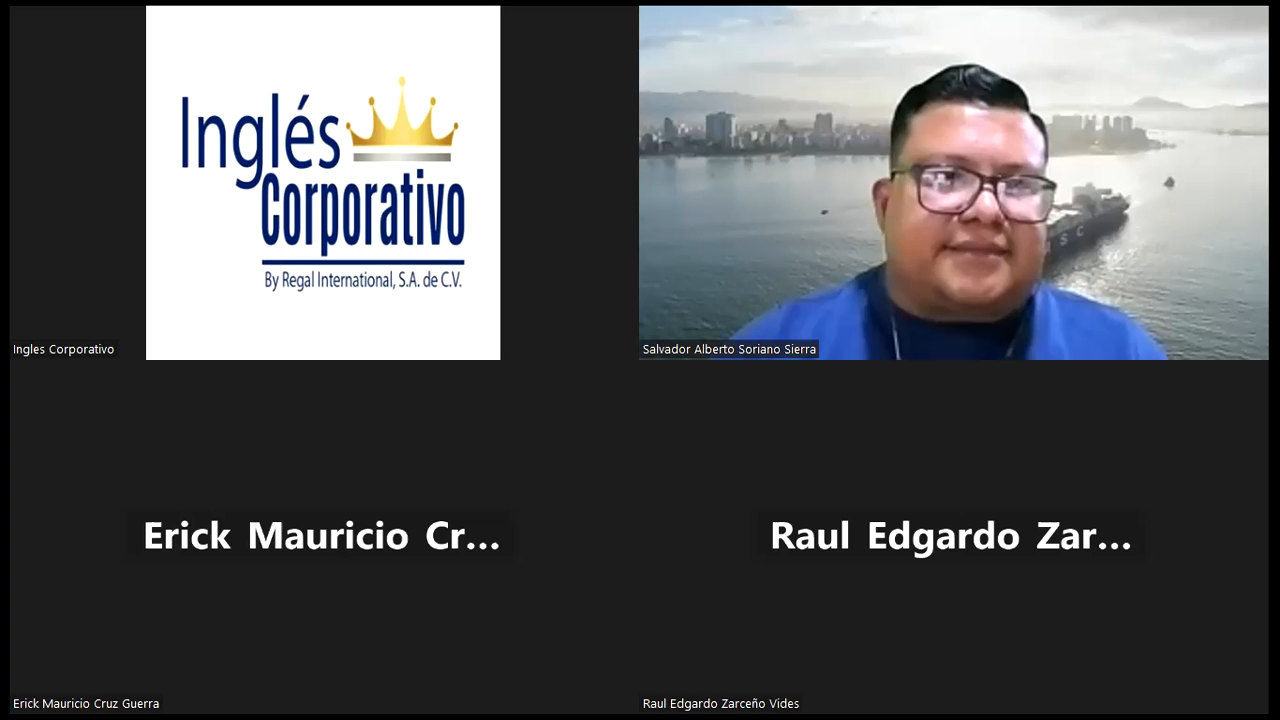 Inglés
Corporativo
By Regal International, S.A. de C.V.
Ingles Corporativo
Salvador Alberto Soriano Sierra
Erick Mauricio Cr...
Raul Edgardo Zar...
Erick Mauricio Cruz Guerra
Raul Edgardo Zarceño Vides